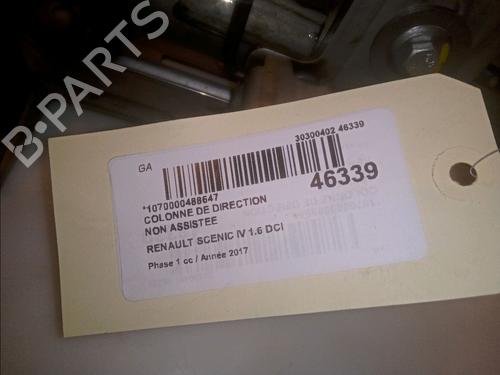 B-PARTS
GA
30300402 46339
46339
*1070000488647
COLONNE DE DIRECTION
NON ASSISTEE
RENAULT SCENIC IV 1.6 DCI
Phase 1 cc / Année 2017